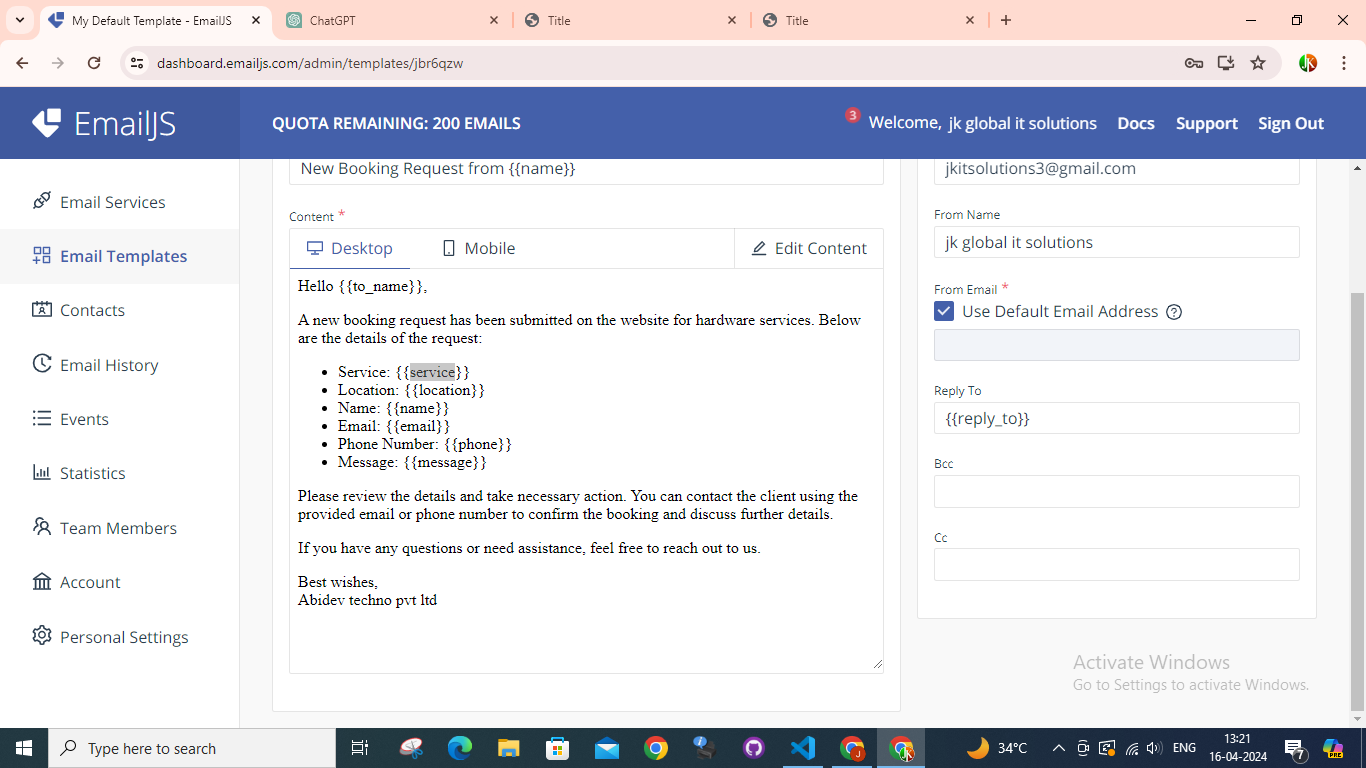 My Default Template - EmailJS
ChatGPT
Title
Title
dashboard.emailjs.com/admin/templates/jbr6qzw
EmailJS
QUOTA REMAINING: 200 EMAILS
3
Welcome, jk global it solutions
Docs
Support
Sign Out
Email Services
Email Templates
Contacts
Email History
Events
Statistics
Team Members
Account
Personal Settings
New Booking Request from {{name}}
Content *
Desktop
Mobile
Edit Content
Hello {{to_name}},
A new booking request has been submitted on the website for hardware services. Below
are the details of the request:
• Service: {{service}}
• Location: {{location}}
• Name: {{name}}
• Email: {{email}}
• Phone Number: {{phone}}
• Message: {{message}}
Please review the details and take necessary action. You can contact the client using the
provided email or phone number to confirm the booking and discuss further details.
If you have any questions or need assistance, feel free to reach out to us.
Best wishes,
Abidev techno pvt ltd
jkitsolutions3@gmail.com
From Name
jk global it solutions
From Email *
Use Default Email Address
Reply To
{{reply_to}}
Bcc
Cc
Activate Windows
Go to Settings to activate Windows.
Type here to search
34°C
ENG
13:21
16-04-2024
7
PRE